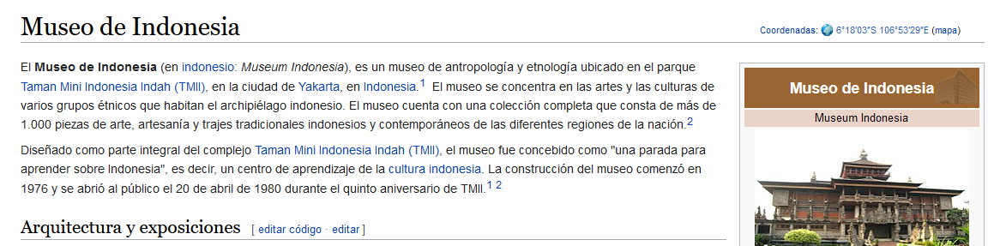 Museo de Indonesia
Coordenadas: 6°18′03″S 106°53′29″E (mapa)
El Museo de Indonesia (en indonesio: Museum Indonesia), es un museo de antropología y etnología ubicado en el parque
Taman Mini Indonesia Indah (TMII), en la ciudad de Yakarta, en Indonesia.1 El museo se concentra en las artes y las culturas de
varios grupos étnicos que habitan el archipiélago indonesio. El museo cuenta con una colección completa que consta de más de
1.000 piezas de arte, artesanía y trajes tradicionales indonesios y contemporáneos de las diferentes regiones de la nación.2
Diseñado como parte integral del complejo Taman Mini Indonesia Indah (TMII), el museo fue concebido como "una parada para
aprender sobre Indonesia", es decir, un centro de aprendizaje de la cultura indonesia. La construcción del museo comenzó en
1976 y se abrió al público el 20 de abril de 1980 durante el quinto aniversario de TMII.1 2
Arquitectura y exposiciones [ editar código · editar ]
Museo de Indonesia
Museum Indonesia